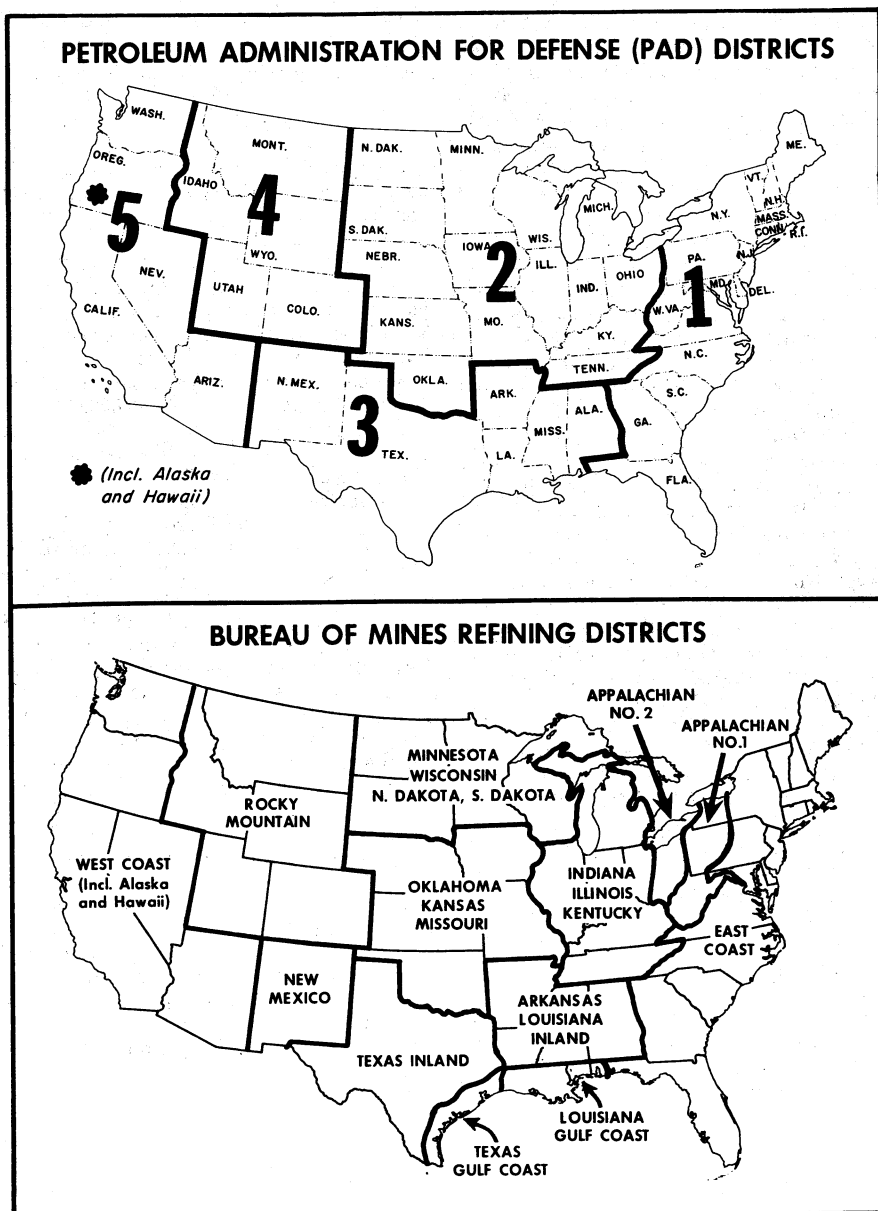 PETROLEUM ADMINISTRATION FOR DEFENSE (PAD) DISTRICTS
WASH.
OREG.
IDAHO
MONT.
N. DAK.
MINN.
ME.
VT.
N.H.
MASS.
CONN.
R.I.
N.Y.
MICH.
WIS.
S. DAK.
WYO.
NEBR.
IOWA
ILL.
IND.
OHIO
PA.
N.J.
MD.
DEL.
W. VA.
NEV.
UTAH
COLO.
KANS.
MO.
KY.
CALIF.
ARIZ.
N. MEX.
OKLA.
TENN.
N.C.
ARK.
S.C.
MISS.
ALA.
GA.
TEX.
LA.
FLA.
5
4
2
1
3
(Incl. Alaska
and Hawaii)
BUREAU OF MINES REFINING DISTRICTS
APPALACHIAN
NO. 2
APPALACHIAN
NO.1
MINNESOTA
WISCONSIN
N. DAKOTA, S. DAKOTA
ROCKY
MOUNTAIN
WEST COAST
(Incl. Alaska
and Hawaii)
OKLAHOMA
KANSAS
MISSOURI
INDIANA
ILLINOIS
KENTUCKY
EAST
COAST
NEW
MEXICO
ARKANSAS
LOUISIANA
INLAND
TEXAS INLAND
LOUISIANA
GULF COAST
TEXAS
GULF COAST